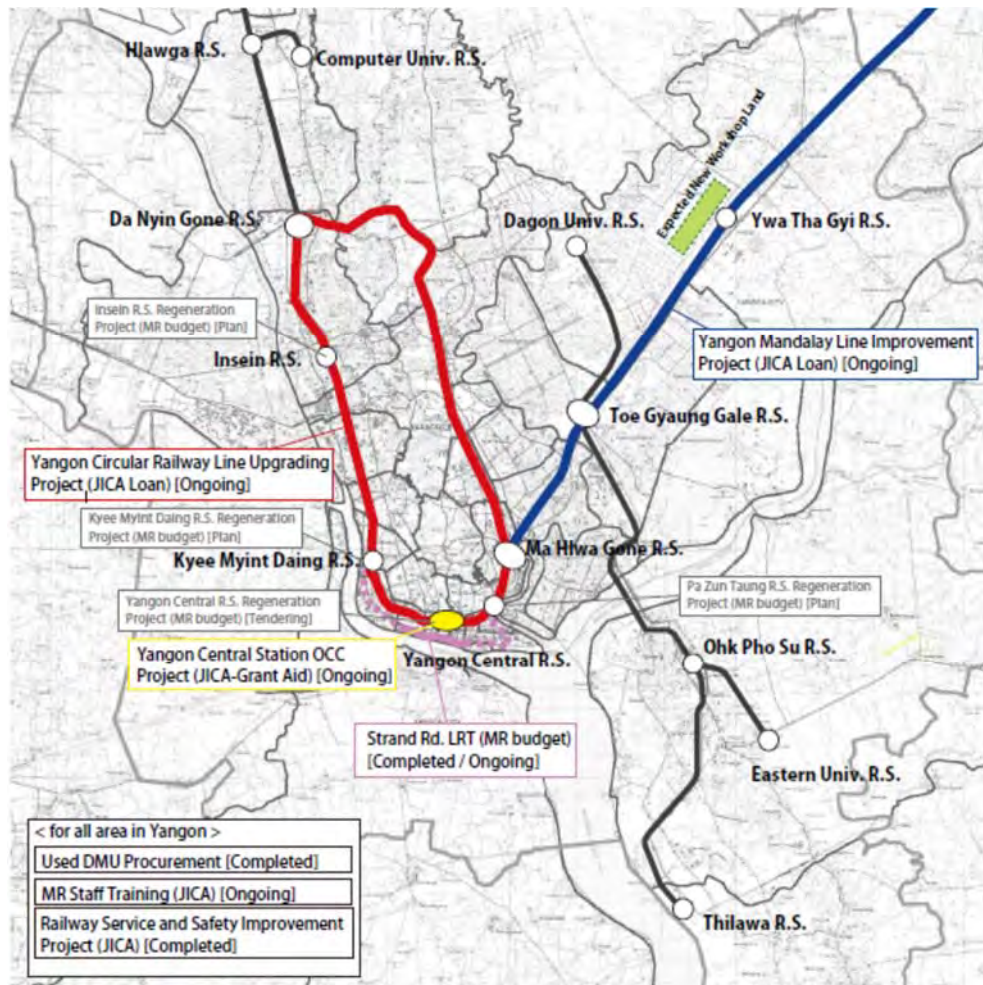 Hlawga R.S.
Computer Univ. R.S.
Expected New Workshop Land
Da Nyin Gone R.S.
Dagon Univ. R.S.
Ywa Tha Gyi R.S.
Insein R.S. Regeneration
Project (MR budget) [Plan]
Yangon Mandalay Line Improvement
Project (JICA Loan) [Ongoing]
Insein R.S.
Toe Gyaung Gale R.S.
Yangon Circular Railway Line Upgrading
Project (JICA Loan) [Ongoing]
Kyee Myint Daing R.S. Regeneration
Project (MR budget) [Plan]
Kyee Myint Daing R.S.
Ma Hlwa Gone R.S.
Pa Zun Taung R.S. Regeneration
Project (MR budget) [Plan]
Yangon Central R.S. Regeneration
Project (MR budget) [Tendering]
Yangon Central Station OCC
Project (JICA-Grant Aid) [Ongoing]
Yangon Central R.S.
Ohk Pho Su R.S.
Strand Rd. LRT (MR budget)
[Completed / Ongoing]
Eastern Univ. R.S.
< for all area in Yangon >
Used DMU Procurement [Completed]
MR Staff Training (JICA) [Ongoing]
Railway Service and Safety Improvement
Project (JICA) [Completed]
Thilawa R.S.